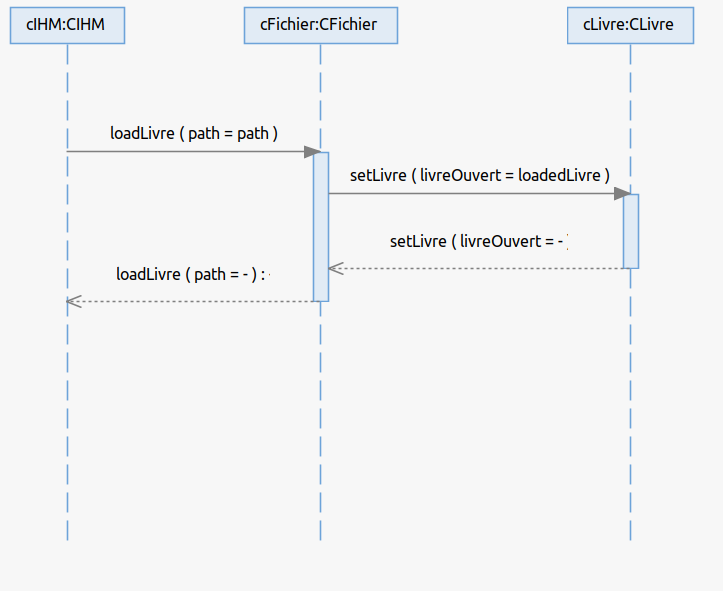 cIHM:CIHM
cFichier:CFichier
cLivre:CLivre
loadLivre ( path = path )
setLivre ( livreOuvert = loadedLivre )
setLivre ( livreOuvert = -
loadLivre ( path = - ) :